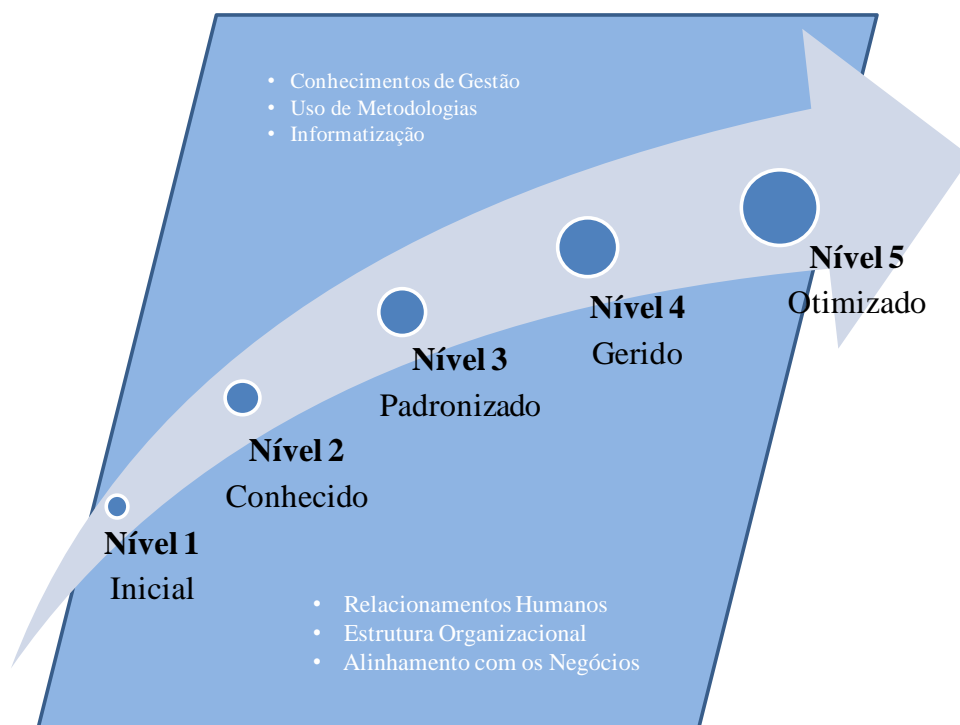 • Conhecimentos de Gestão
• Uso de Metodologias
• Informatização
Nível 5
Otimizado
Nível 4
Gerido
Nível 3
Padronizado
Nível 2
Conhecido
Nível 1
Inicial
• Relacionamentos Humanos
• Estrutura Organizacional
• Alinhamento com os Negócios